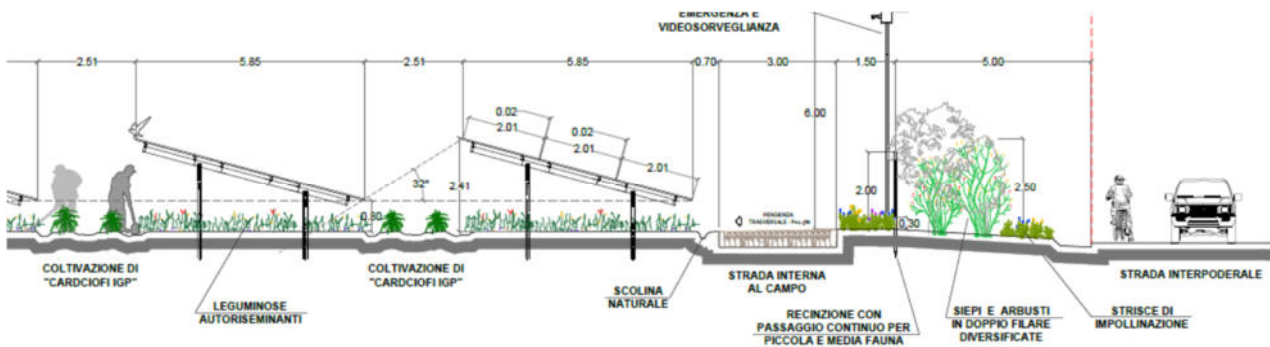 EMERGENZA E
VIDEOSORVEGLIANZA
2.51
5.85
2.51
5.85
0.70
3.00
1.50
5.00
0.02
2.01
0.02
2.01
2.01
6.00
32°
2.41
0.80
2.00
0.30
2.50
PENDENZA
TRASVERSALE
COLTIVAZIONE DI
"CARDCIOFI IGP"
LEGUMINOSE
AUTORISEMINANTI
COLTIVAZIONE DI
"CARDCIOFI IGP"
SCOLINA
NATURALE
STRADA INTERNA
AL CAMPO
RECINZIONE CON
PASSAGGIO CONTINUO PER
PICCOLA E MEDIA FAUNA
SIEPI E ARBUSTI
IN DOPPIO FILARE
DIVERSIFICATE
STRISCE DI
IMPOLLINAZIONE
STRADA INTERPODERALE